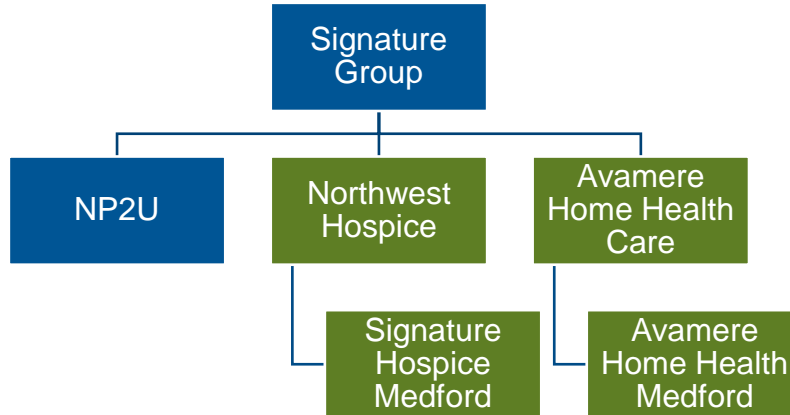 Signature
Group
NP2U
Northwest
Hospice
Avamere
Home Health
Care
Signature
Hospice
Medford
Avamere
Home Health
Medford